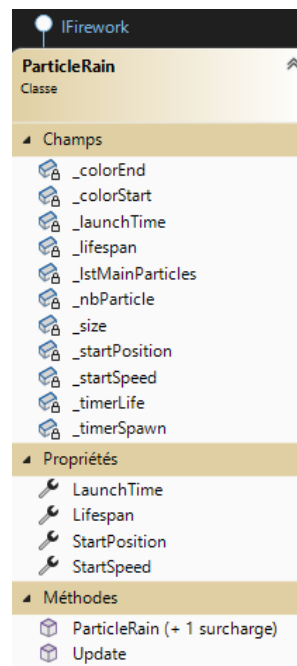 IFirework
ParticleRain
Classe
Champs
_colorEnd
_colorStart
_launchTime
_lifespan
_lstMainParticles
_nbParticle
_size
_startPosition
_startSpeed
_timerLife
_timerSpawn
Propriétés
LaunchTime
Lifespan
StartPosition
StartSpeed
Méthodes
ParticleRain (+ 1 surcharge)
Update